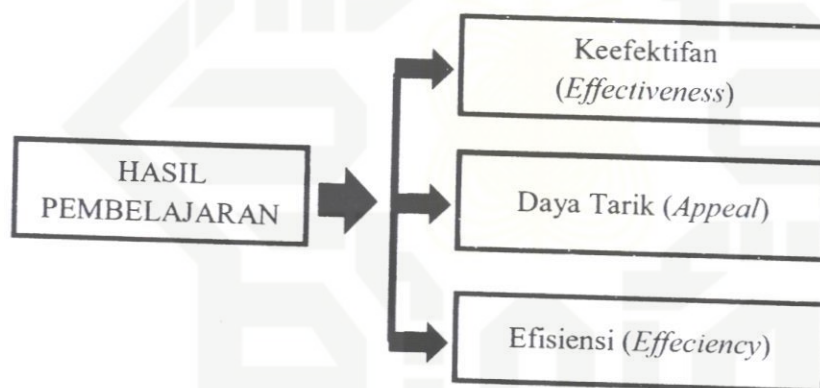 HASIL
PEMBELAJARAN
Keefektifan
(Effectiveness)
Daya Tarik (Appeal)
Efisiensi (Effeciency)